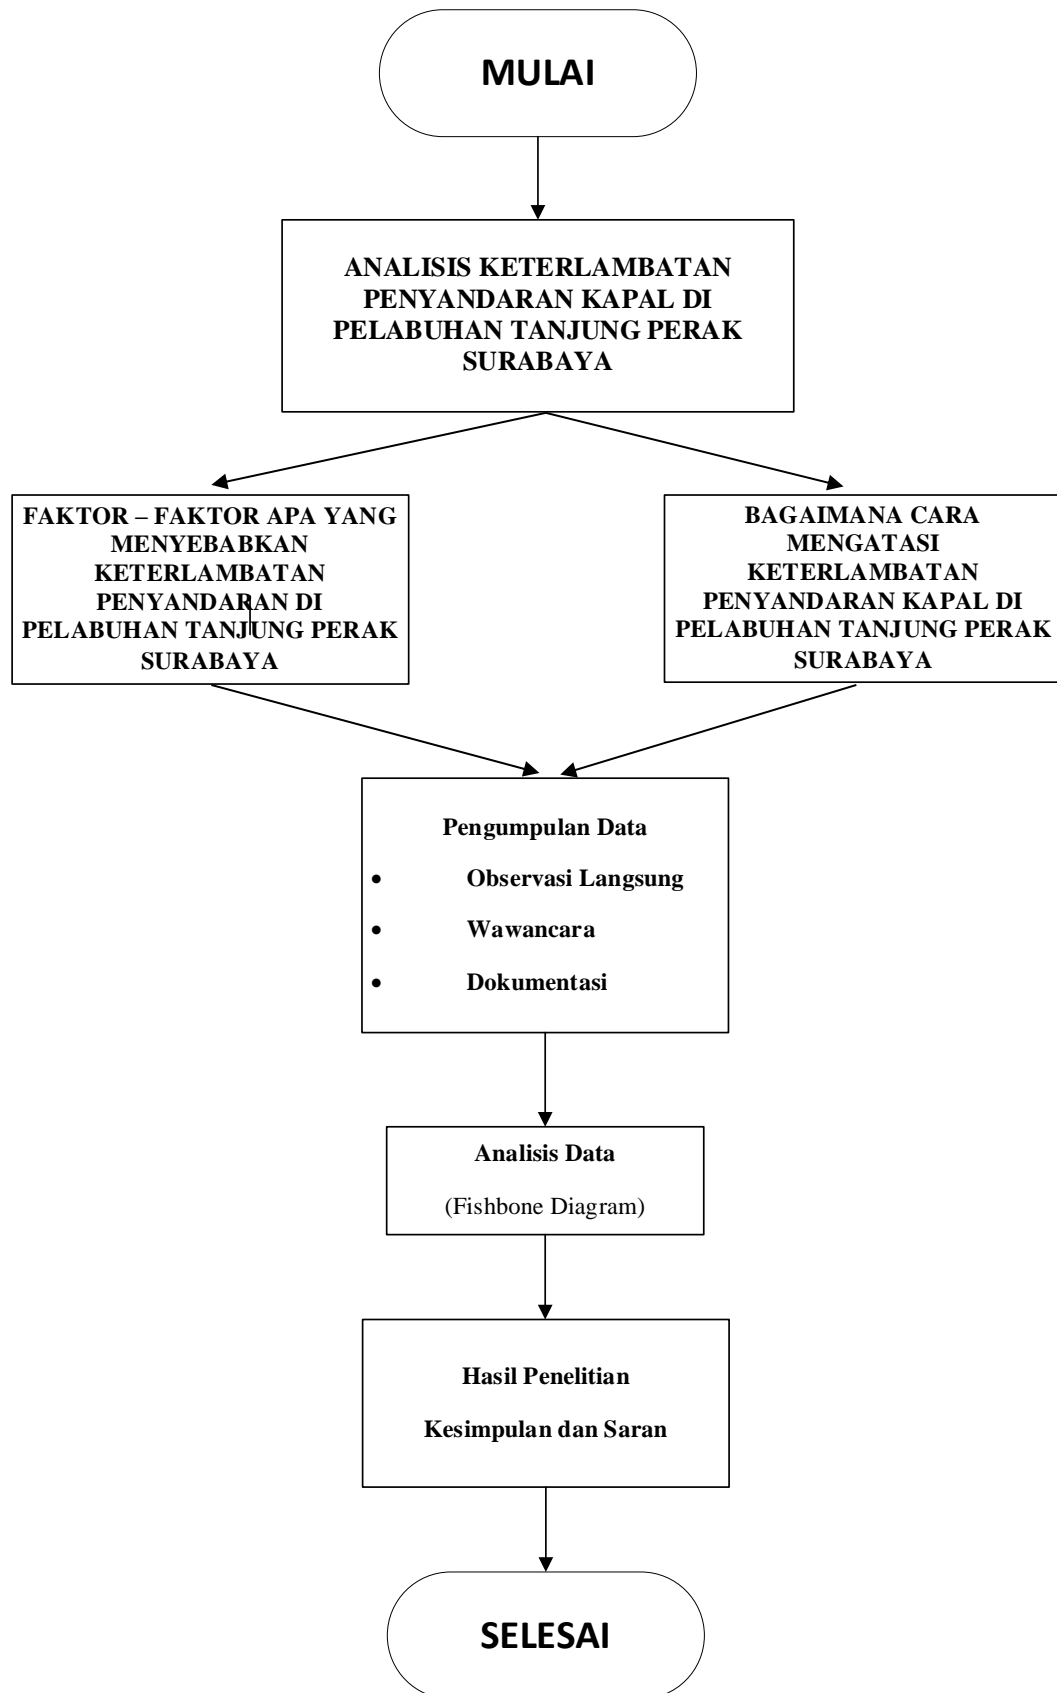 MULAI
ANALISIS KETERLAMBATAN
PENYANDARAN KAPAL DI
PELABUHAN TANJUNG PERAK
SURABAYA
FAKTOR – FAKTOR APA YANG
MENYEBABKAN
KETERLAMBATAN
PENYANDARAN DI
PELABUHAN TANJUNG PERAK
SURABAYA
BAGAIMANA CARA
MENGATASI
KETERLAMBATAN
PENYANDARAN KAPAL DI
PELABUHAN TANJUNG PERAK
SURABAYA
Pengumpulan Data
• Observasi Langsung
• Wawancara
• Dokumentasi
Analisis Data
(Fishbone Diagram)
Hasil Penelitian
Kesimpulan dan Saran
SELESAI